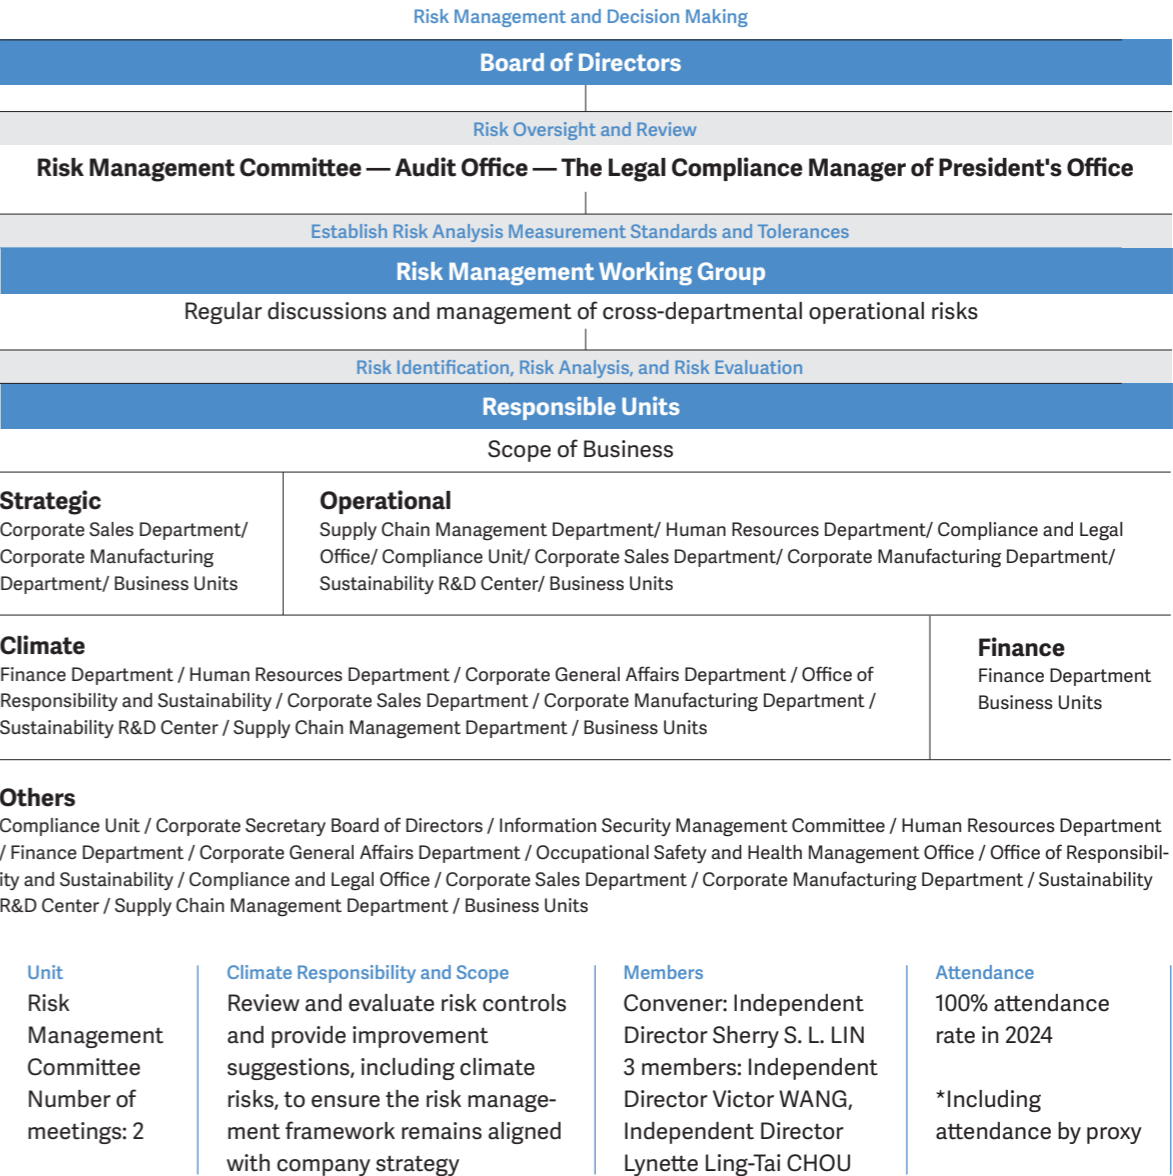 Risk Management and Decision Making
Board of Directors
Risk Oversight and Review
Risk Management Committee — Audit Office — The Legal Compliance Manager of President's Office
Establish Risk Analysis Measurement Standards and Tolerances
Risk Management Working Group
Regular discussions and management of cross-departmental operational risks
Risk Identification, Risk Analysis, and Risk Evaluation
Responsible Units
Scope of Business
Strategic
Corporate Sales Department/
Corporate Manufacturing
Department/ Business Units
Operational
Supply Chain Management Department/ Human Resources Department/ Compliance and Legal
Office/ Compliance Unit/ Corporate Sales Department/ Corporate Manufacturing Department/
Sustainability R&D Center/ Business Units
Climate
Finance Department / Human Resources Department / Corporate General Affairs Department / Office of
Responsibility and Sustainability / Corporate Sales Department / Corporate Manufacturing Department /
Sustainability R&D Center / Supply Chain Management Department / Business Units
Finance
Finance Department
Business Units
Others
Compliance Unit / Corporate Secretary Board of Directors / Information Security Management Committee / Human Resources Department
/ Finance Department / Corporate General Affairs Department / Occupational Safety and Health Management Office / Office of Responsibil-
ity and Sustainability / Compliance and Legal Office / Corporate Sales Department / Corporate Manufacturing Department / Sustainability
R&D Center / Supply Chain Management Department / Business Units
Unit
Risk
Management
Committee
Number of
meetings: 2
Climate Responsibility and Scope
Review and evaluate risk controls
and provide improvement
suggestions, including climate
risks, to ensure the risk manage-
ment framework remains aligned
with company strategy
Members
Convener: Independent
Director Sherry S. L. LIN
3 members: Independent
Director Victor WANG,
Independent Director
Lynette Ling-Tai CHOU
Attendance
100% attendance
rate in 2024
*Including
attendance by proxy